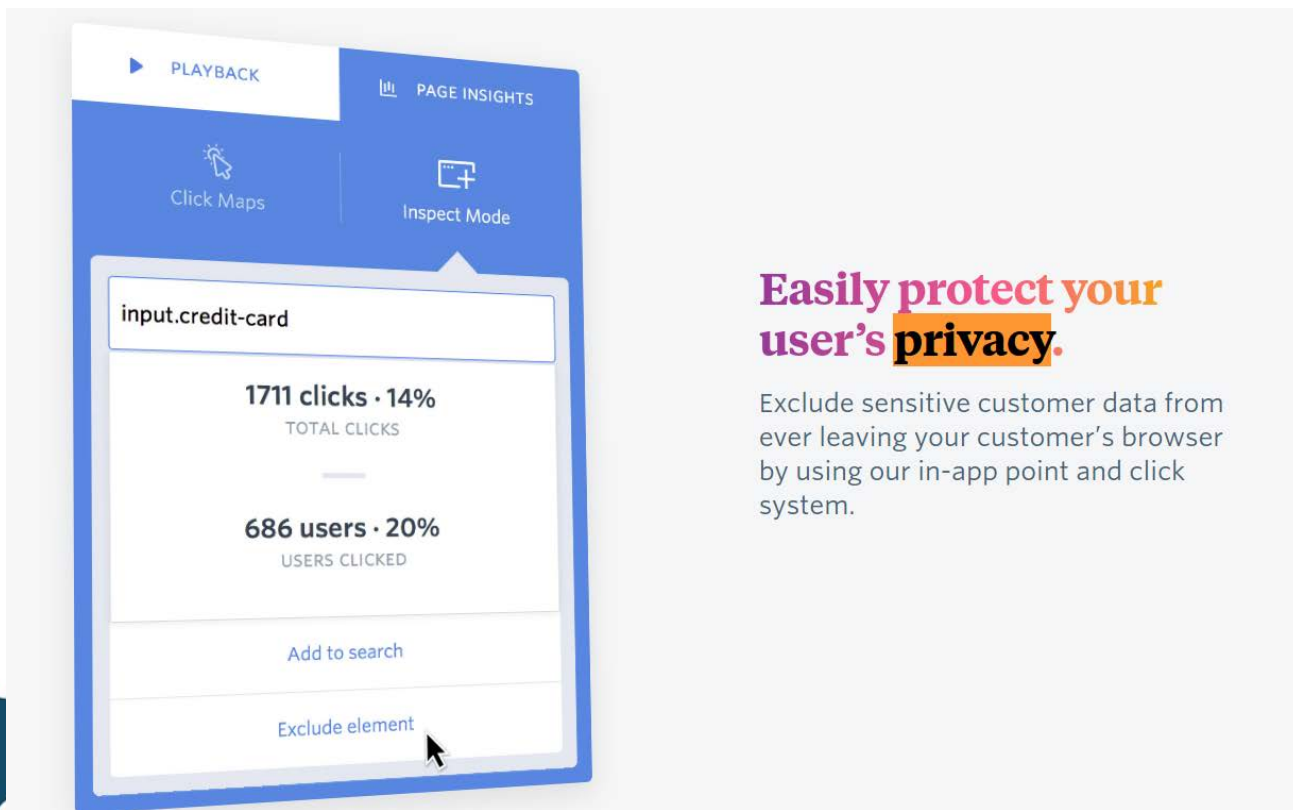 PLAYBACK
PAGE INSIGHTS
Click Maps
Inspect Mode
input.credit-card
1711 clicks · 14%
TOTAL CLICKS
686 users · 20%
USERS CLICKED
Add to search
Exclude element
Easily protect your
user’s privacy.
Exclude sensitive customer data from
ever leaving your customer’s browser
by using our in-app point and click
system.